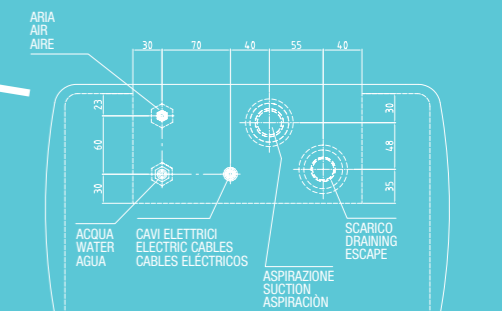 ARIA
AIR
AIRE
30 70 40 55 40
23
60
30
30
48
35
ACQUA
WATER
AGUA
CAVI ELETTRICI
ELECTRIC CABLES
CABLES ELÉCTRICOS
SCARICO
DRAINING
ESCAPE
ASPIRAZIONE
SUCTION
ASPIRACIÒN